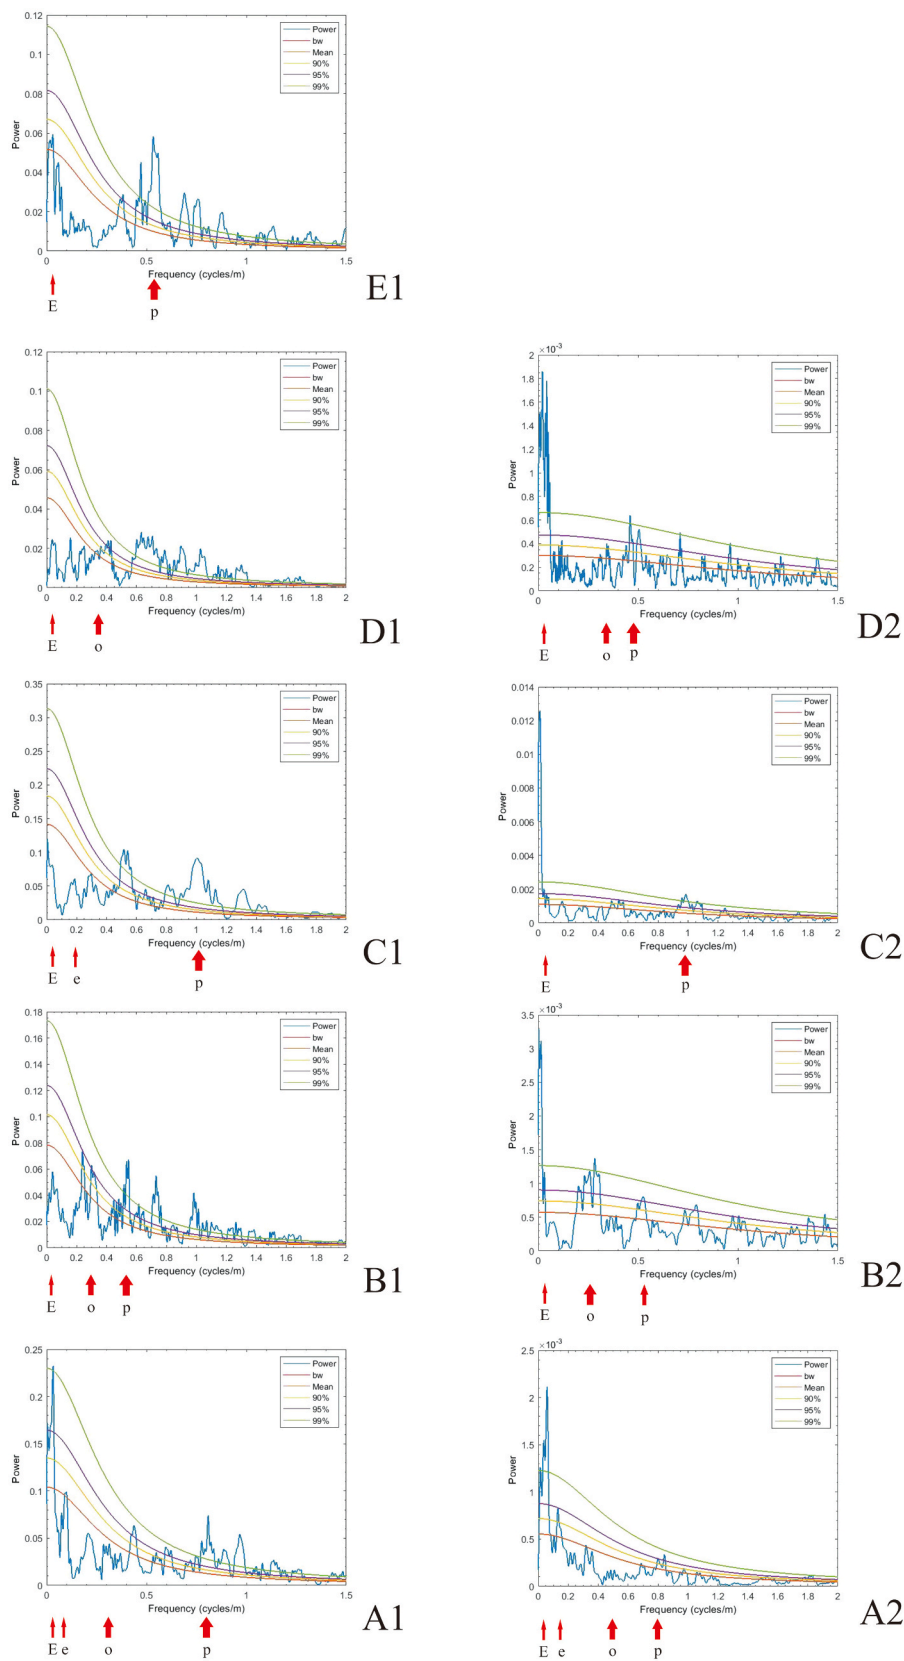 0.12
0.1
0.08
0.06
0.04
0.02
0
Power
Power
bw
Mean
90%
95%
99%
0 0.5 1 1.5
Frequency (cycles/m)
E p
E1
0.12
0.1
0.08
0.06
0.04
0.02
0
Power
Power
bw
Mean
90%
95%
99%
0 0.2 0.4 0.6 0.8 1 1.2 1.4 1.6 1.8 2
Frequency (cycles/m)
E o
D1
×10⁻³
2
1.8
1.6
1.4
1.2
1
0.8
0.6
0.4
0.2
0
Power
Power
bw
Mean
90%
95%
99%
0 0.5 1 1.5
Frequency (cycles/m)
E o p
D2
0.35
0.3
0.25
0.2
0.15
0.1
0.05
0
Power
Power
bw
Mean
90%
95%
99%
0 0.2 0.4 0.6 0.8 1 1.2 1.4 1.6 1.8 2
Frequency (cycles/m)
E e p
C1
0.014
0.012
0.01
0.008
0.006
0.004
0.002
0
Power
Power
bw
Mean
90%
95%
99%
0 0.2 0.4 0.6 0.8 1 1.2 1.4 1.6 1.8 2
Frequency (cycles/m)
E p
C2
0.18
0.16
0.14
0.12
0.1
0.08
0.06
0.04
0.02
0
Power
Power
bw
Mean
90%
95%
99%
0 0.2 0.4 0.6 0.8 1 1.2 1.4 1.6 1.8 2
Frequency (cycles/m)
E o p
B1
×10⁻³
3.5
3
2.5
2
1.5
1
0.5
0
Power
Power
bw
Mean
90%
95%
99%
0 0.5 1 1.5
Frequency (cycles/m)
E o p
B2
0.25
0.2
0.15
0.1
0.05
0
Power
Power
bw
Mean
90%
95%
99%
0 0.5 1 1.5
Frequency (cycles/m)
E e o p
A1
×10⁻³
2.5
2
1.5
1
0.5
0
Power
Power
bw
Mean
90%
95%
99%
0 0.2 0.4 0.6 0.8 1 1.2 1.4 1.6 1.8 2
Frequency (cycles/m)
E e o p
A2